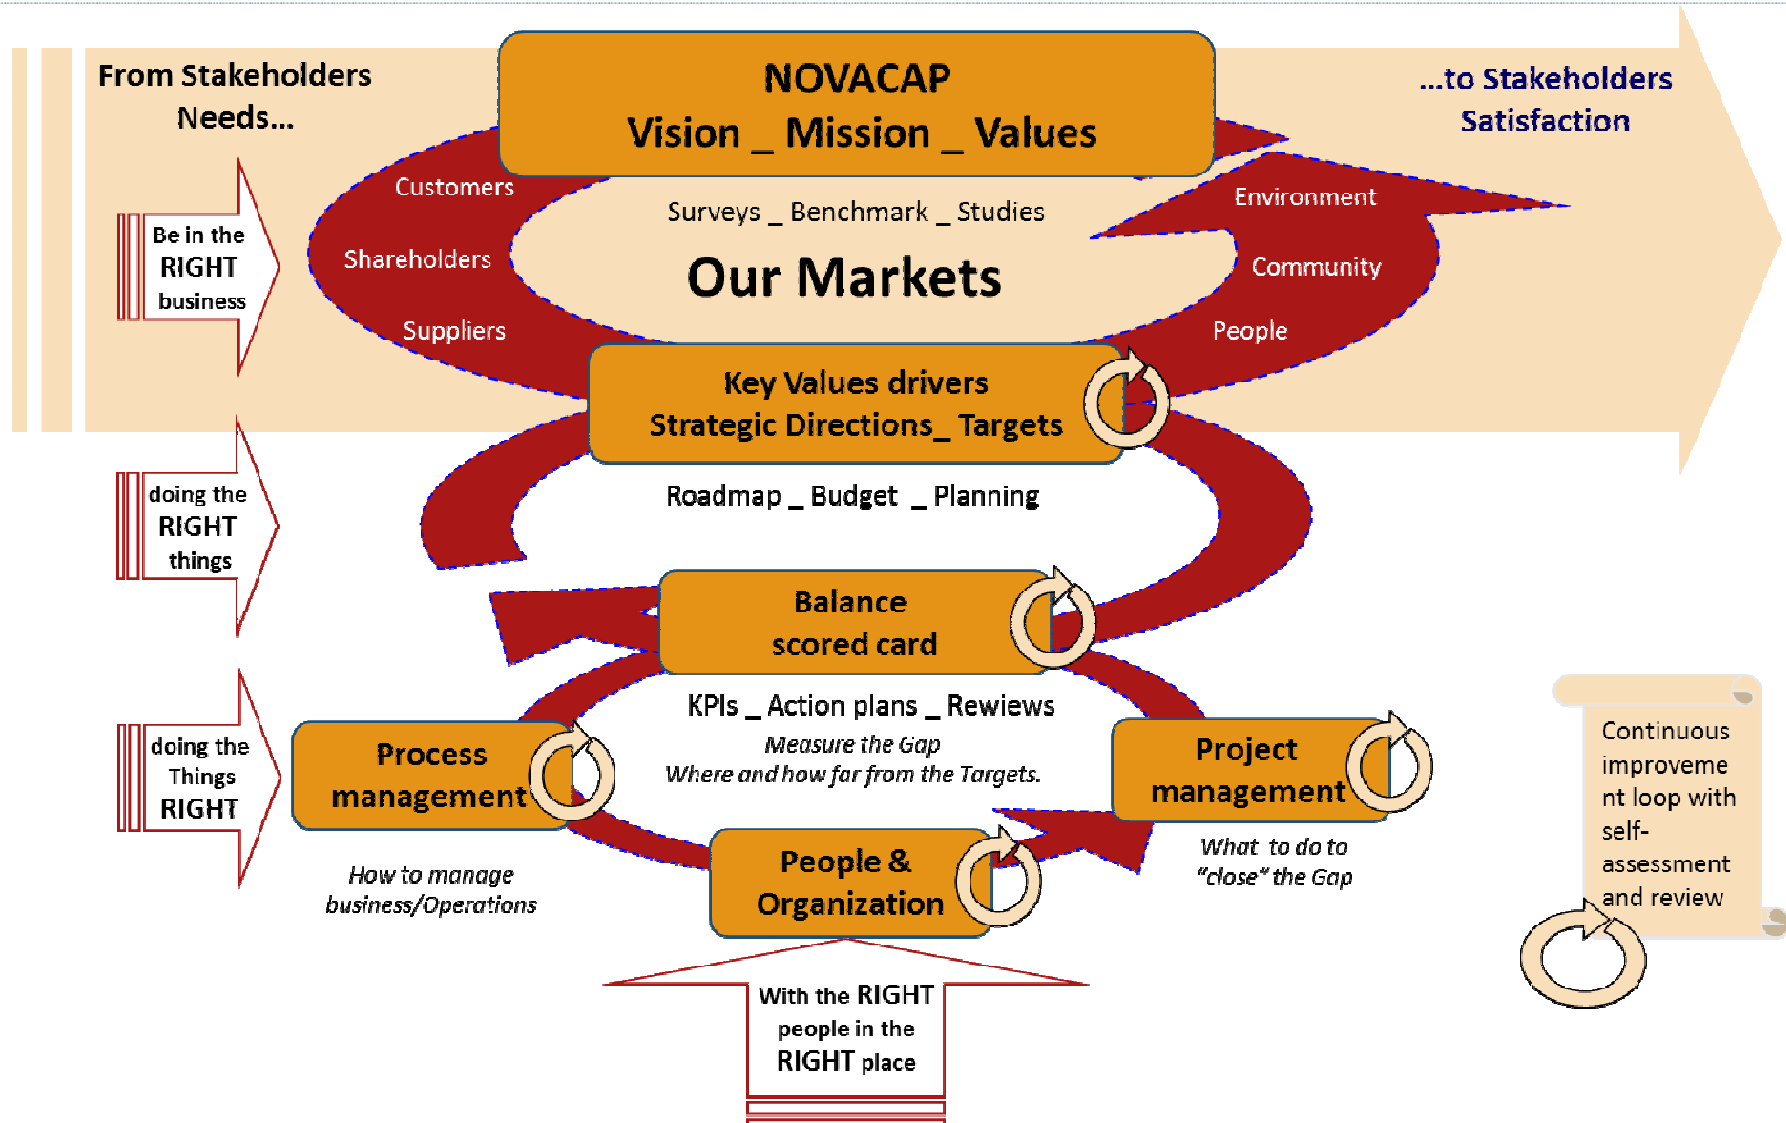 From Stakeholders
Needs...
NOVACAP
Vision _ Mission _ Values
...to Stakeholders
Satisfaction
Customers
Shareholders
Suppliers
Surveys _ Benchmark _ Studies
Our Markets
Environment
Community
People
Be in the
RIGHT
business
Key Values drivers
Strategic Directions_ Targets
Roadmap _ Budget _ Planning
doing the
RIGHT
things
Balance
scored card
KPIs _ Action plans _ Rewiews
Measure the Gap
Where and how far from the Targets.
doing the
Things
RIGHT
Process
management
How to manage
business/Operations
Project
management
What to do to
"close" the Gap
People &
Organization
With the RIGHT
people in the
RIGHT place
Continuous
improveme
nt loop with
self-
assessment
and review